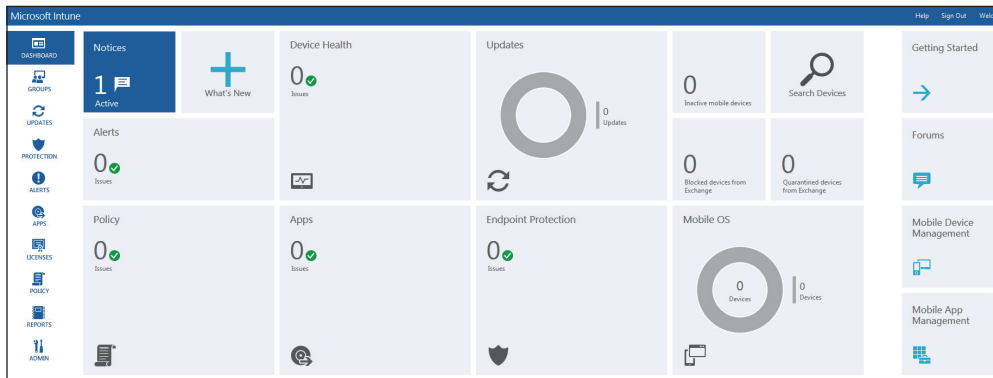 Microsoft Intune
Help Sign Out
DASHBOARD
GROUPS
UPDATES
PROTECTION
ALERTS
APPS
LICENSES
POLICY
REPORTS
ADMIN
Notices
1
Active
What's New
Alerts
0
Issues
Device Health
0
Issues
Updates
0
Updates
0
Inactive mobile devices
Search Devices
0
Blocked devices from
Exchange
0
Quarantined devices
from Exchange
Policy
0
Issues
Apps
0
Issues
Endpoint Protection
0
Issues
Mobile OS
0
Devices
0
Devices
Getting Started
Forums
Mobile Device
Management
Mobile App
Management